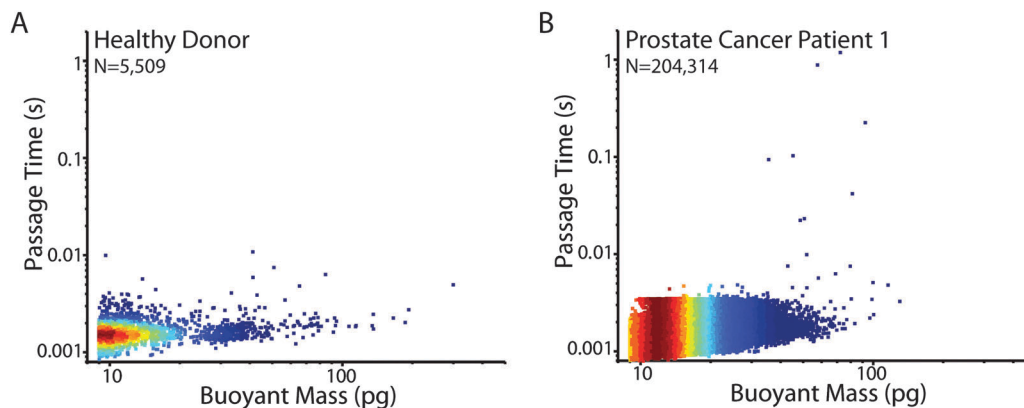 A
Healthy Donor
N=5,509
1
0.1
0.01
0.001
Passage Time (s)
10
100
Buoyant Mass (pg)
B
Prostate Cancer Patient 1
N=204,314
1
0.1
0.01
0.001
Passage Time (s)
10
100
Buoyant Mass (pg)